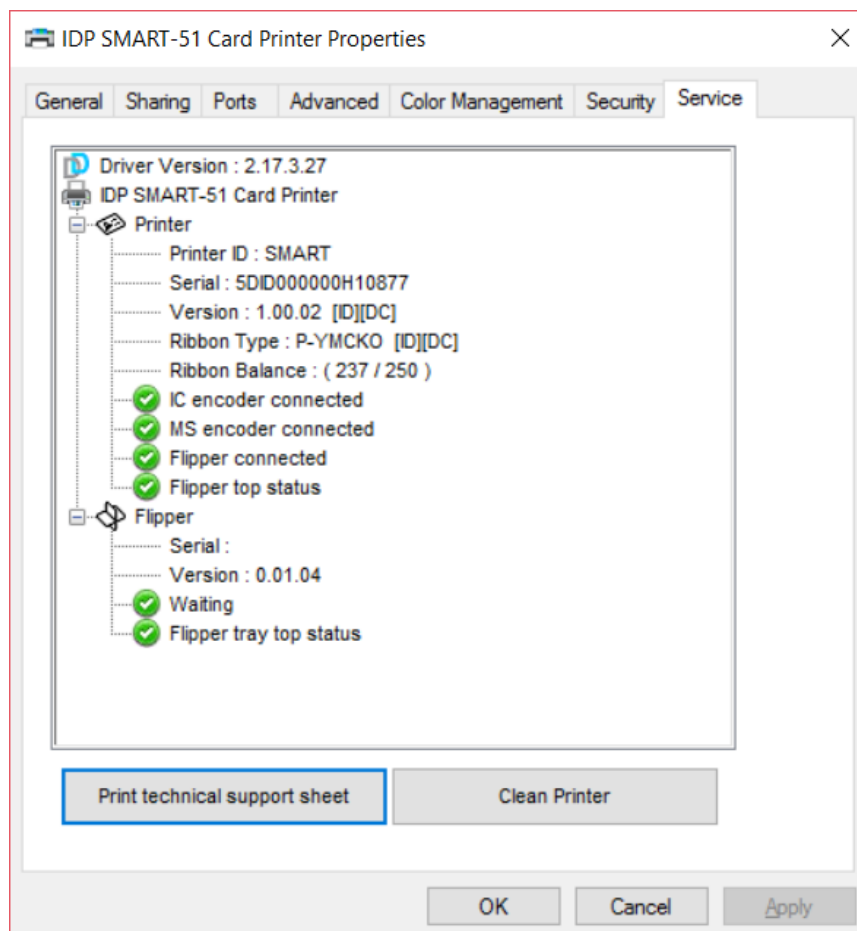 IDP SMART-51 Card Printer Properties
General Sharing Ports Advanced Color Management Security Service
Driver Version : 2.17.3.27
IDP SMART-51 Card Printer
Printer
Printer ID : SMART
Serial : 5DID000000H10877
Version : 1.00.02 [ID][DC]
Ribbon Type : P-YMCKO [ID][DC]
Ribbon Balance : ( 237 / 250 )
IC encoder connected
MS encoder connected
Flipper connected
Flipper top status
Flipper
Serial :
Version : 0.01.04
Waiting
Flipper tray top status
Print technical support sheet Clean Printer
OK Cancel Apply